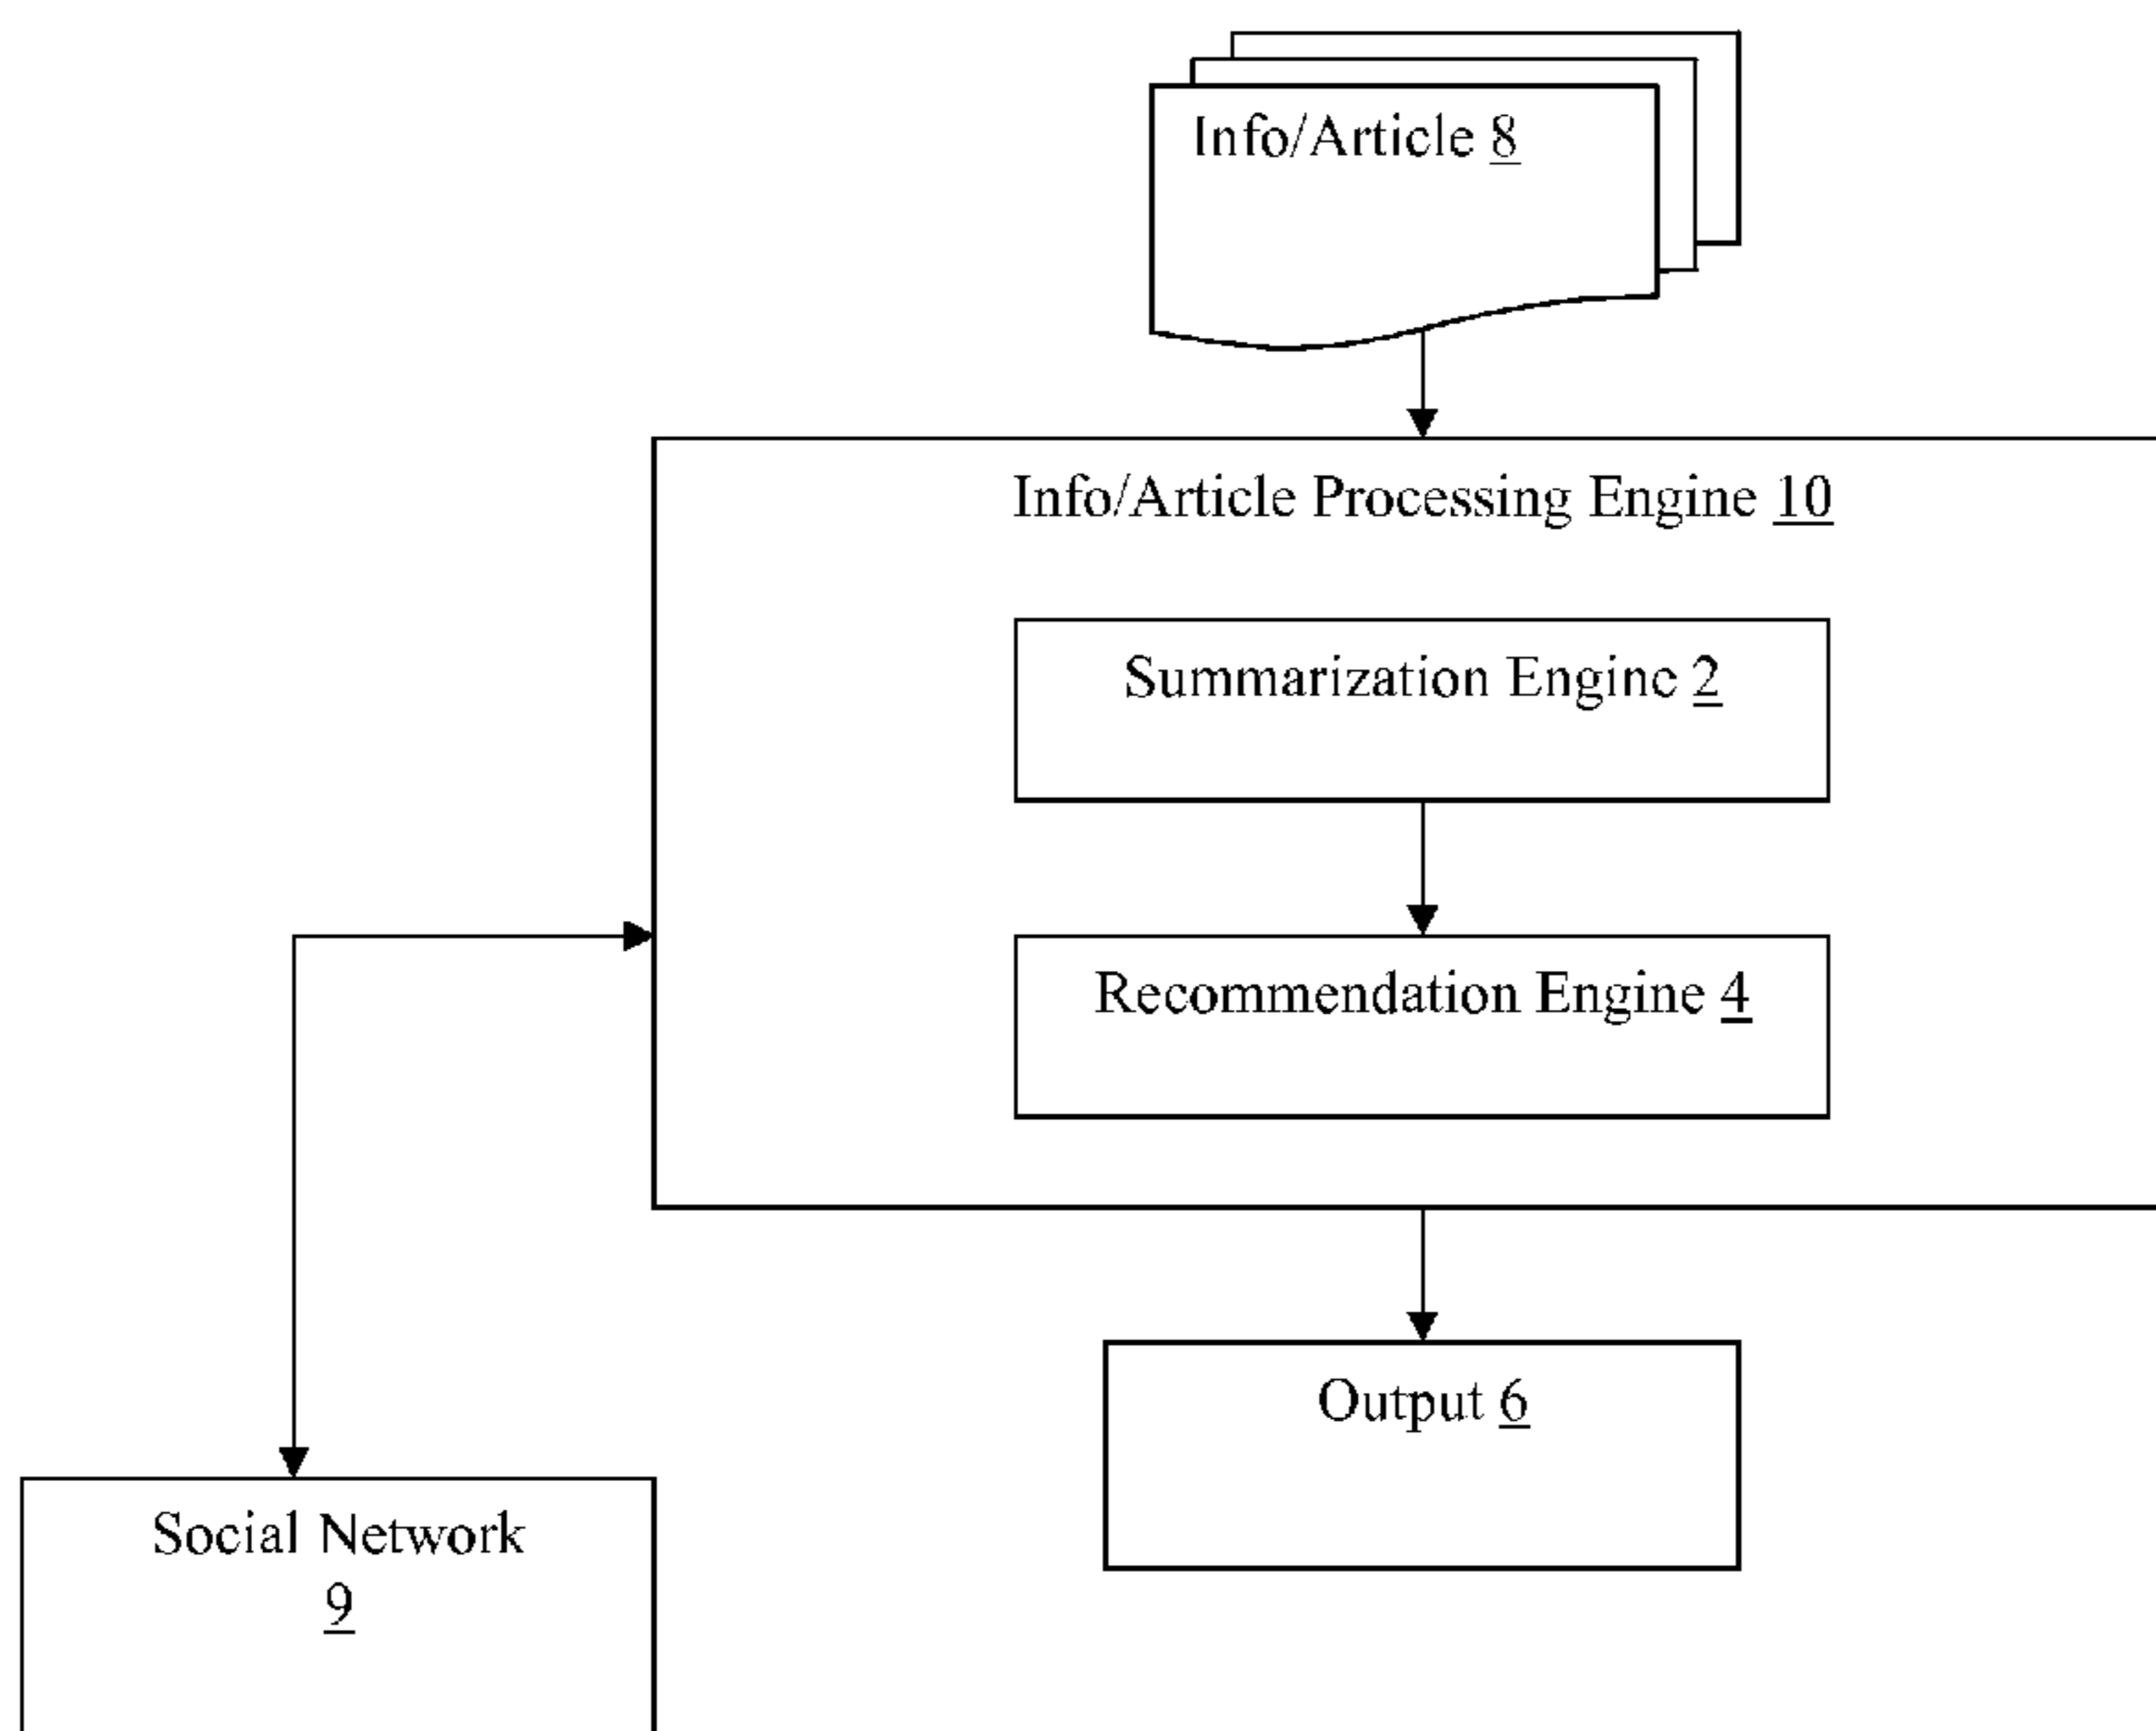 Info/Article 8
Info/Article Processing Engine 10
Summarization Engine 2
Recommendation Engine 4
Output 6
Social Network
9